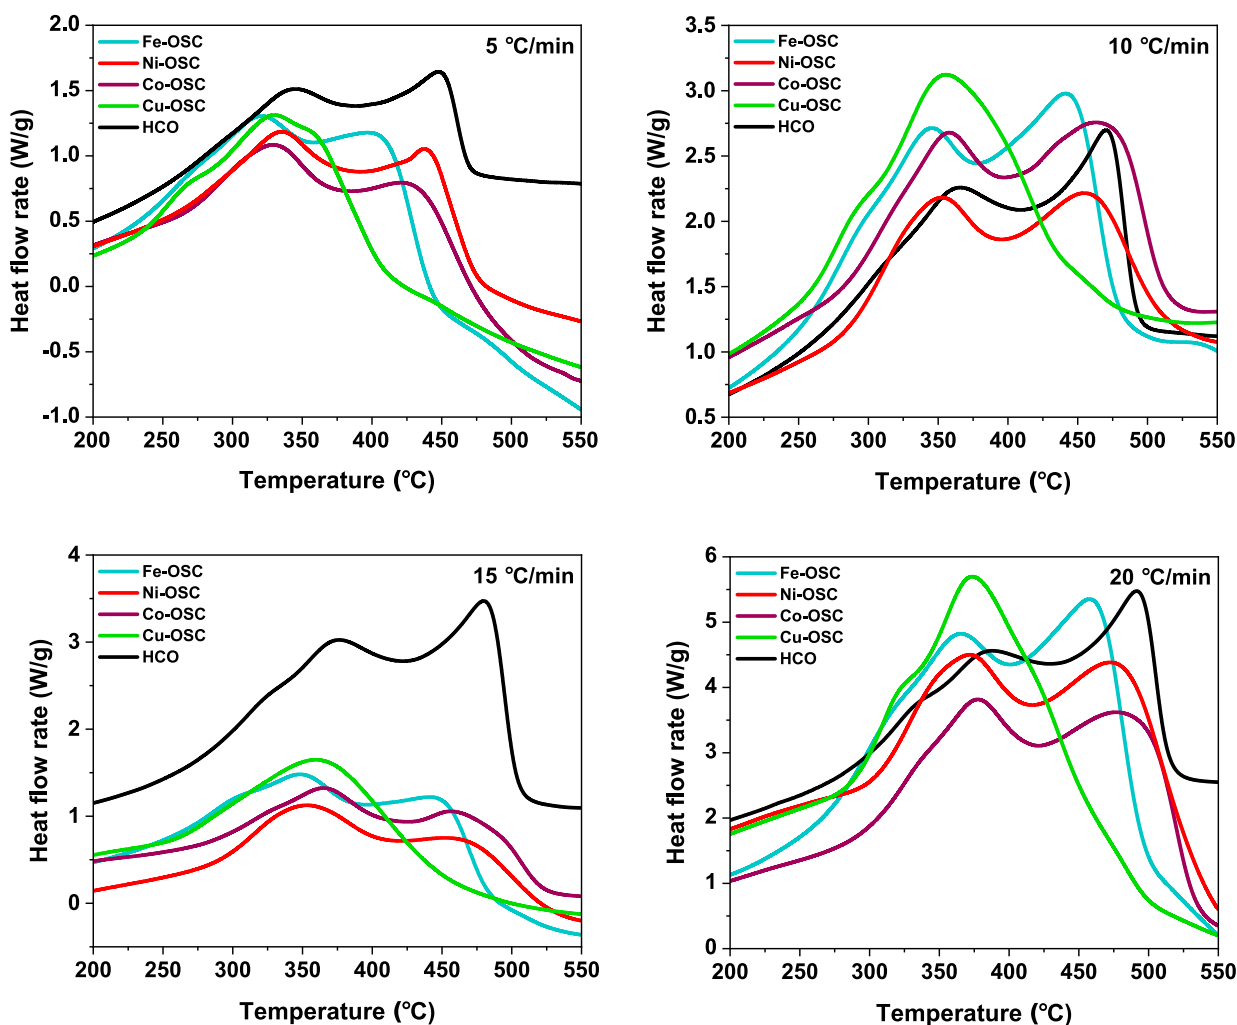 5 °C/min
Fe-OSC
Ni-OSC
Co-OSC
Cu-OSC
HCO
Heat flow rate (W/g)
2.0
1.5
1.0
0.5
0.0
-0.5
-1.0
200 250 300 350 400 450 500 550
Temperature (°C)
10 °C/min
Fe-OSC
Ni-OSC
Co-OSC
Cu-OSC
HCO
Heat flow rate (W/g)
3.5
3.0
2.5
2.0
1.5
1.0
0.5
200 250 300 350 400 450 500 550
Temperature (°C)
15 °C/min
Fe-OSC
Ni-OSC
Co-OSC
Cu-OSC
HCO
Heat flow rate (W/g)
4
3
2
1
0
200 250 300 350 400 450 500 550
Temperature (°C)
20 °C/min
Fe-OSC
Ni-OSC
Co-OSC
Cu-OSC
HCO
Heat flow rate (W/g)
6
5
4
3
2
1
0
200 250 300 350 400 450 500 550
Temperature (°C)